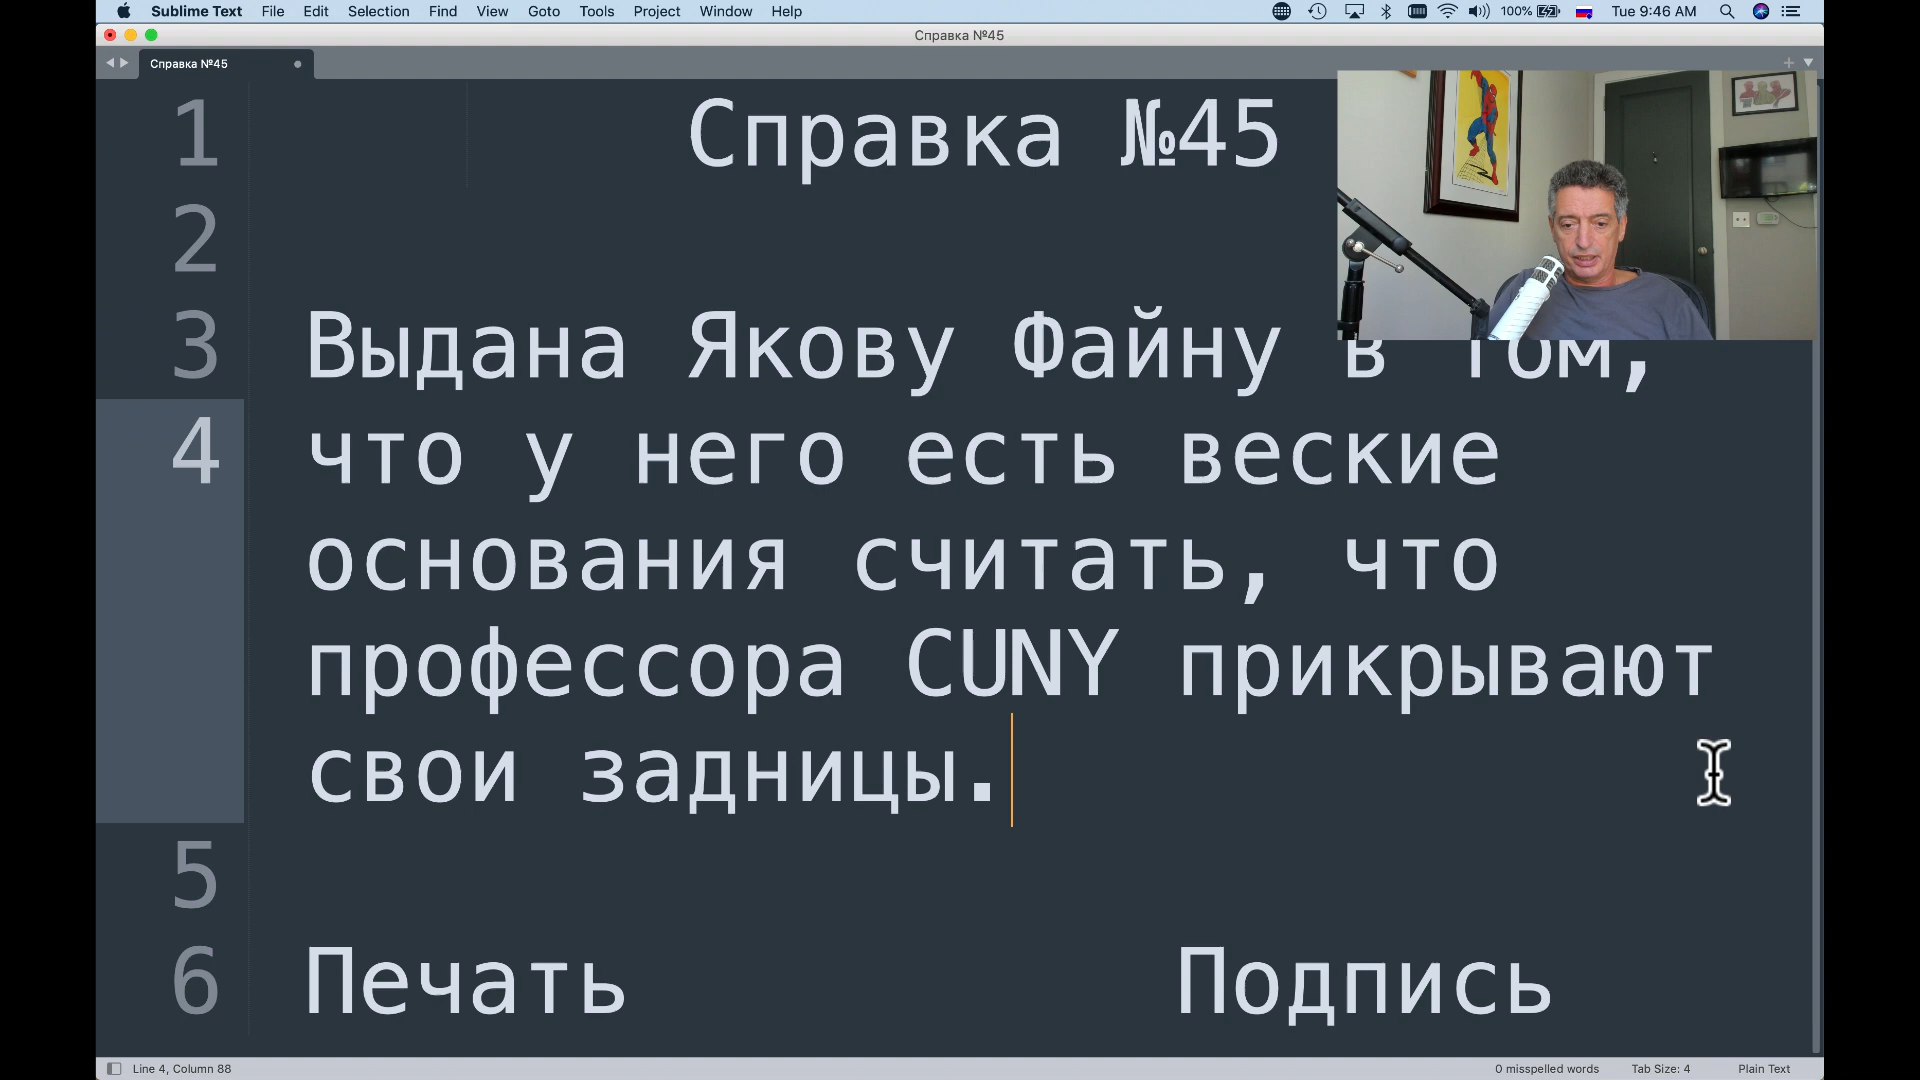 Sublime Text File Edit Selection Find View Goto Tools Project Window Help 100% Tue 9:46 AM
Справка №45
Справка №45
1 Справка №45
2
3 Выдана Якову Файну в том,
4 что у него есть веские
основания считать, что
профессора CUNY прикрывают
свои задницы.
5
6 Печать Подпись
Line 4, Column 88 0 misspelled words Tab Size: 4 Plain Text